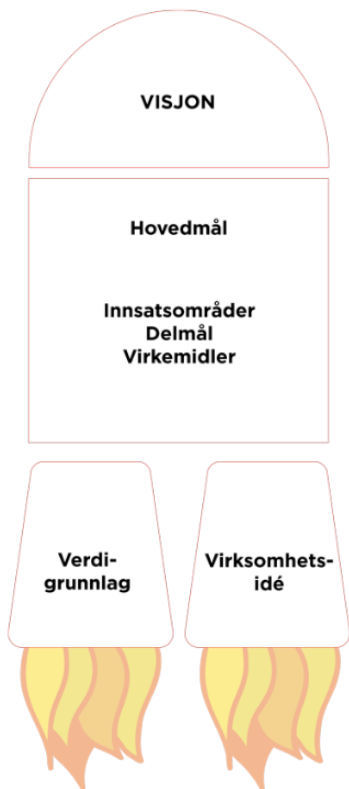 VISJON
Hovedmål
Innsatsområder
Delmål
Virkemidler
Verdi-
grunnlag
Virksomhets-
idé